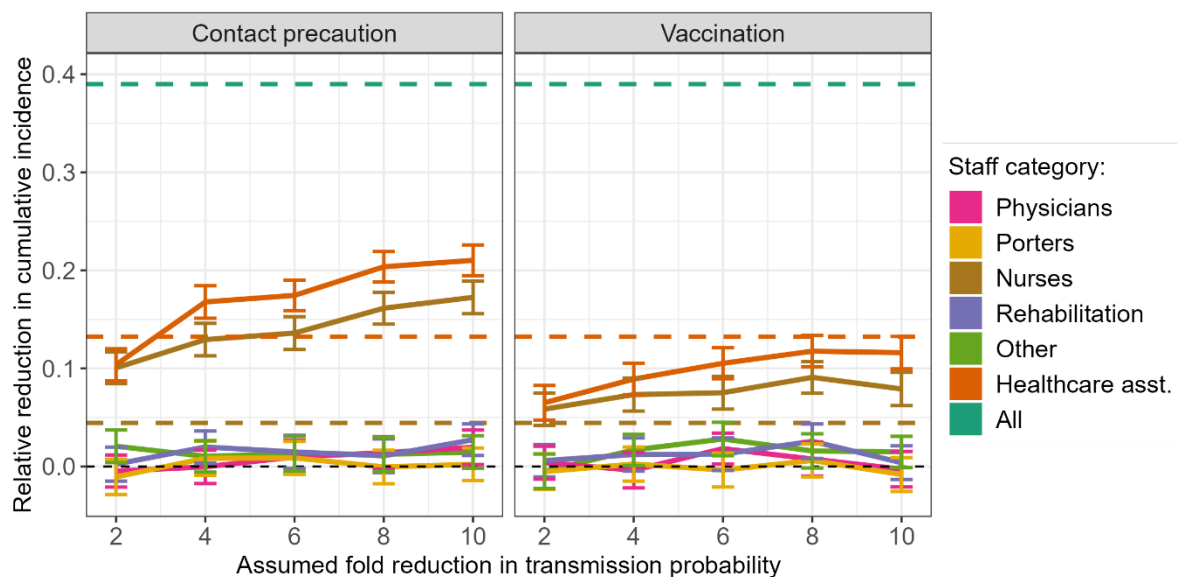 Contact precaution
Vaccination
Relative reduction in cumulative incidence
0.4
0.3
0.2
0.1
0.0
2 4 6 8 10
2 4 6 8 10
Assumed fold reduction in transmission probability
Staff category:
Physicians
Porters
Nurses
Rehabilitation
Other
Healthcare asst.
All